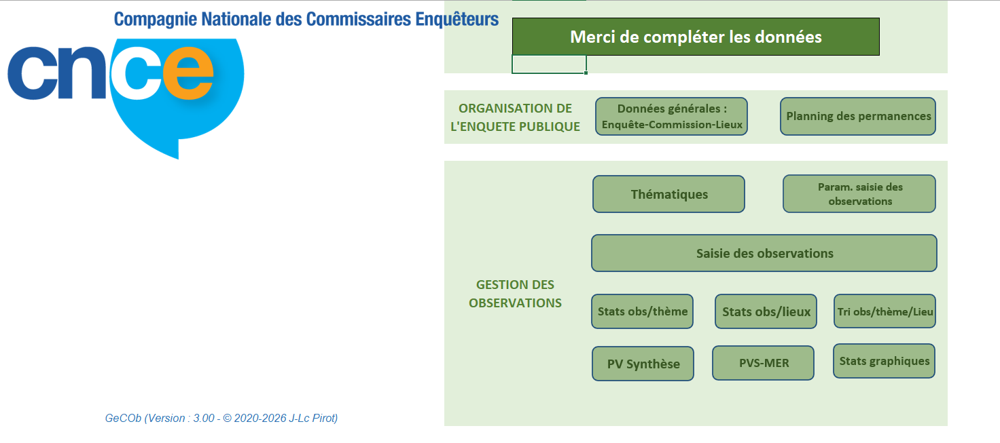 Compagnie Nationale des Commissaires Enquêteurs
cnce
Merci de compléter les données
ORGANISATION DE
L'ENQUETE PUBLIQUE
Données générales :
Enquête-Commission-Lieux
Planning des permanences
Thématiques
Param. saisie des
observations
Saisie des observations
GESTION DES
OBSERVATIONS
Stats obs/thème
Stats obs/lieux
Tri obs/thème/Lieu
PV Synthèse
PVS-MER
Stats graphiques
GeCOb (Version : 3.00 - © 2020-2026 J-Lc Pirot)